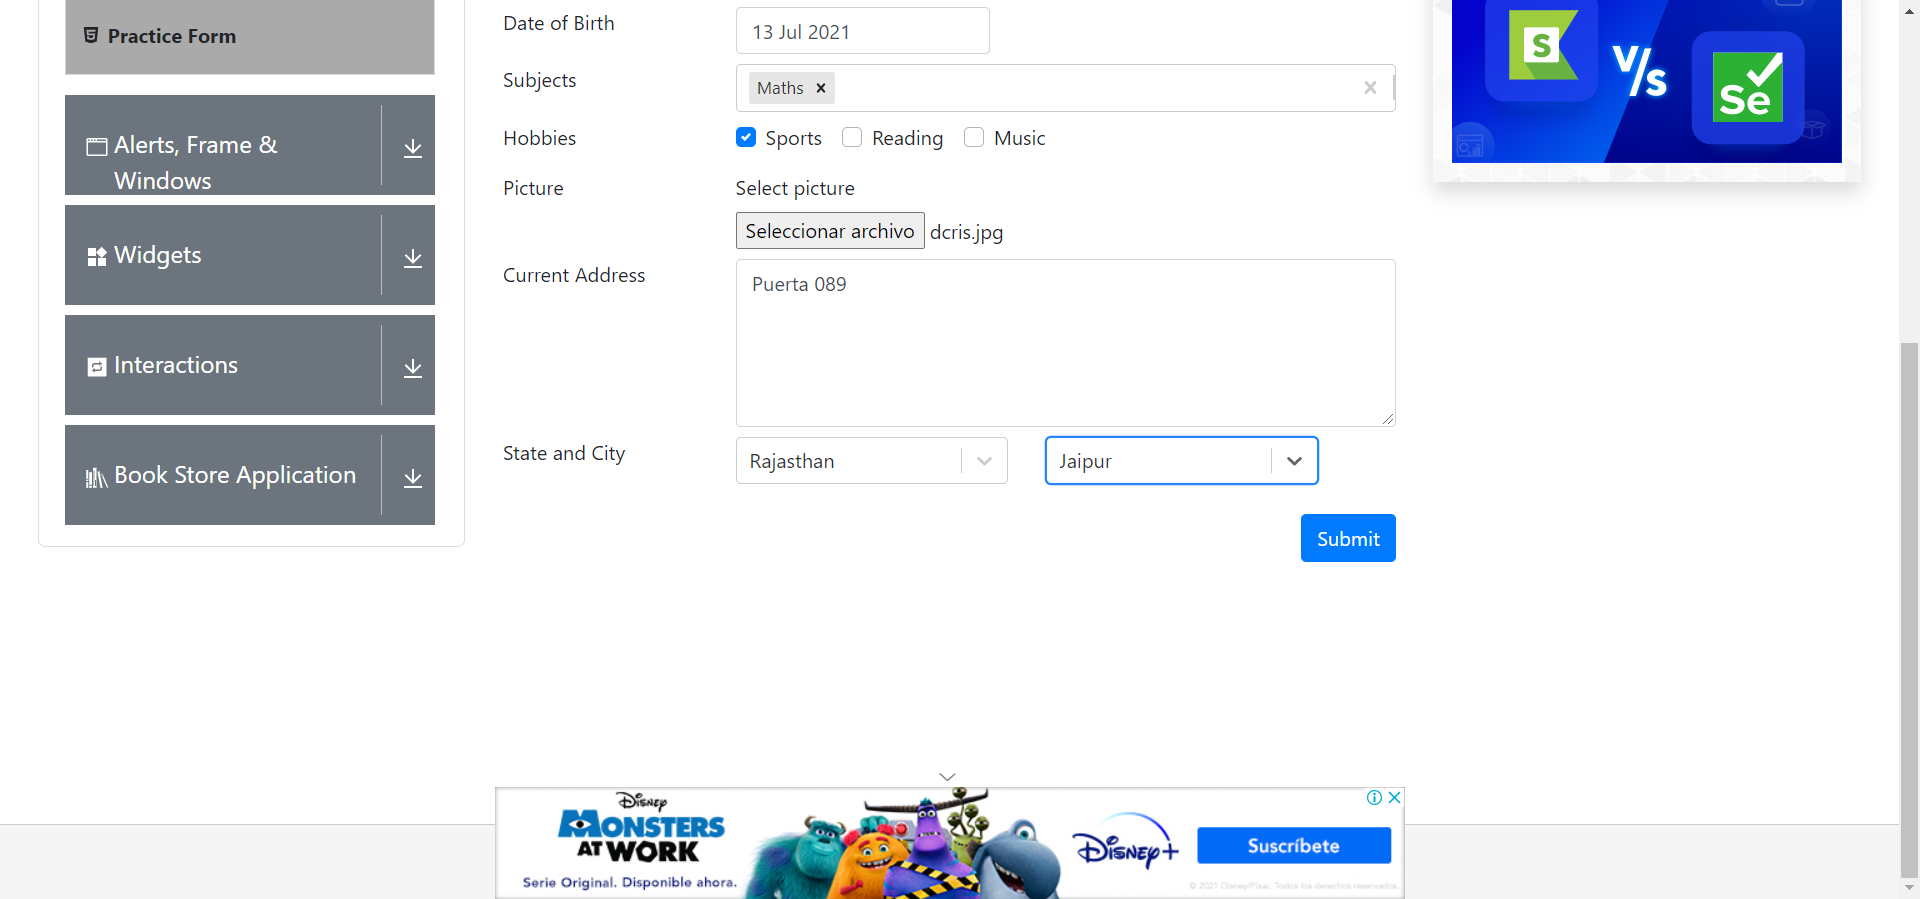 Practice Form
Alerts, Frame &
Windows
Widgets
Interactions
Book Store Application
Date of Birth
13 Jul 2021
Subjects
Maths
Hobbies
Sports
Reading
Music
Picture
Select picture
Seleccionar archivo dcris.jpg
Current Address
Puerta 089
State and City
Rajasthan
Jaipur
Submit
S
V/s
Se
Disney
MONSTERS
AT WORK
Serie Original. Disponible ahora.
Disney+
Suscríbete
© 2021 Disney/Pixar. Todos los derechos reservados.